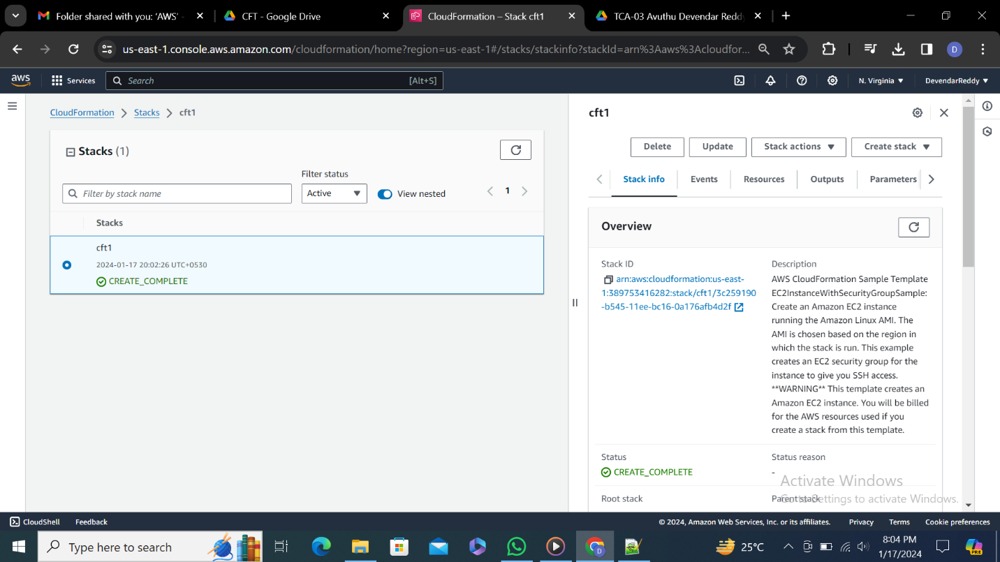 Folder shared with you: ‘AWS’ -
CFT - Google Drive
CloudFormation – Stack cft1
TCA-03 Avuthu Devendar Reddy
us-east-1.console.aws.amazon.com/cloudformation/home?region=us-east-1#/stacks/stackinfo?stackId=arn%3Aaws%3Acloudfor...
D
aws
Services
Search
[Alt+S]
N. Virginia
DevendarReddy
CloudFormation
Stacks
cft1
Stacks (1)
Filter status
Filter by stack name
Active
View nested
1
Stacks
cft1
2024-01-17 20:02:26 UTC+0530
CREATE_COMPLETE
cft1
Delete
Update
Stack actions
Create stack
Stack info
Events
Resources
Outputs
Parameters
Overview
Stack ID
arn:aws:cloudformation:us-east-
1:389753416282:stack/cft1/3c259190
-b545-11ee-bc16-0a176afb4d2f
Description
AWS CloudFormation Sample Template
EC2InstanceWithSecurityGroupSample:
Create an Amazon EC2 instance
running the Amazon Linux AMI. The
AMI is chosen based on the region in
which the stack is run. This example
creates an EC2 security group for the
instance to give you SSH access.
**WARNING** This template creates an
Amazon EC2 instance. You will be billed
for the AWS resources used if you
create a stack from this template.
Status
CREATE_COMPLETE
Status reason
-
Root stack
Parent stack
Activate Windows
Go to Settings to activate Windows.
CloudShell
Feedback
© 2024, Amazon Web Services, Inc. or its affiliates.
Privacy
Terms
Cookie preferences
Type here to search
D
25°C
8:04 PM
1/17/2024
PRE